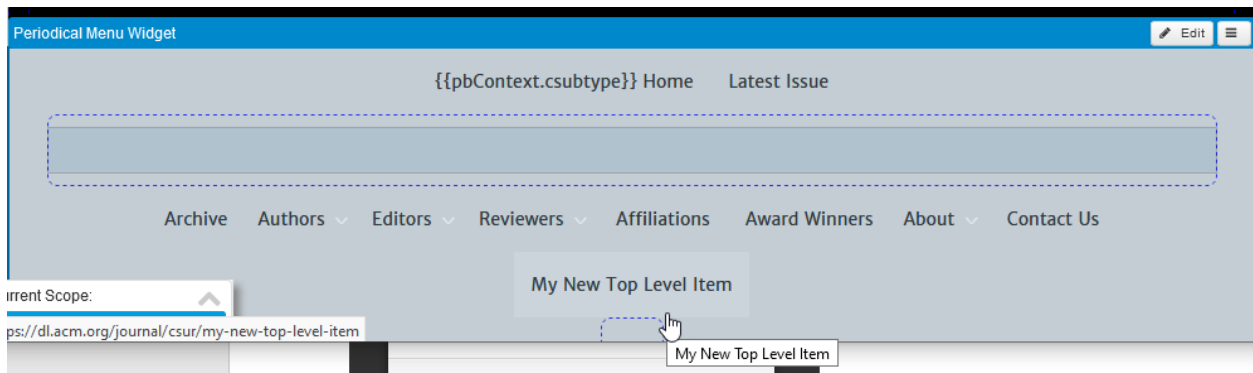 Periodical Menu Widget
Edit
{{pbContext.csubtype}} Home Latest Issue
Archive Authors Editors Reviewers Affiliations Award Winners About Contact Us
My New Top Level Item
urrent Scope:
ps://dl.acm.org/journal/csur/my-new-top-level-item
My New Top Level Item